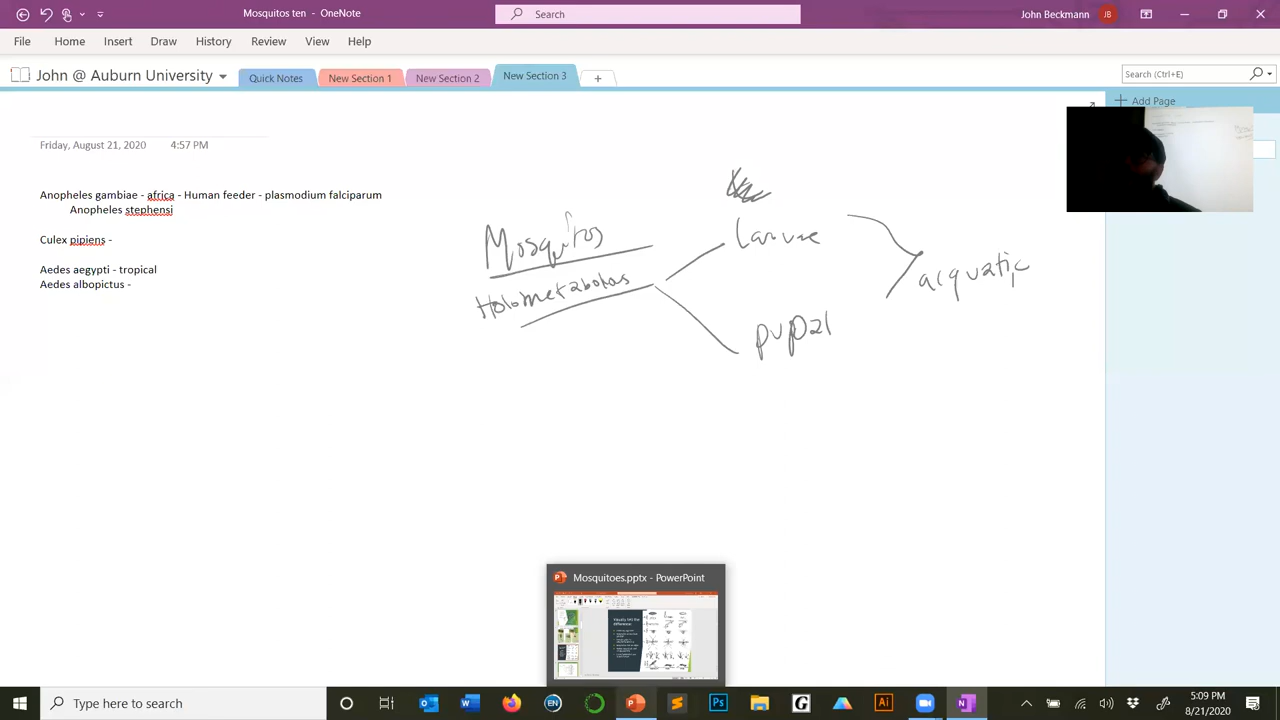 Mosquitos ten - OneNote
Search
John Beckmann
JB
File Home Insert Draw History Review View Help
John @ Auburn University
Quick Notes
New Section 1
New Section 2
New Section 3
+
Search (Ctrl+E)
Add Page
Friday, August 21, 2020 4:57 PM
Anopheles gambiae - africa - Human feeder - plasmodium falciparum
Anopheles stephensi
Culex pipiens -
Aedes aegypti - tropical
Aedes albopictus -
Mosquitos
Holometabolas
Larvae
pupal
acquatic
Mosquitoes.pptx - PowerPoint
Type here to search
5:09 PM
8/21/2020